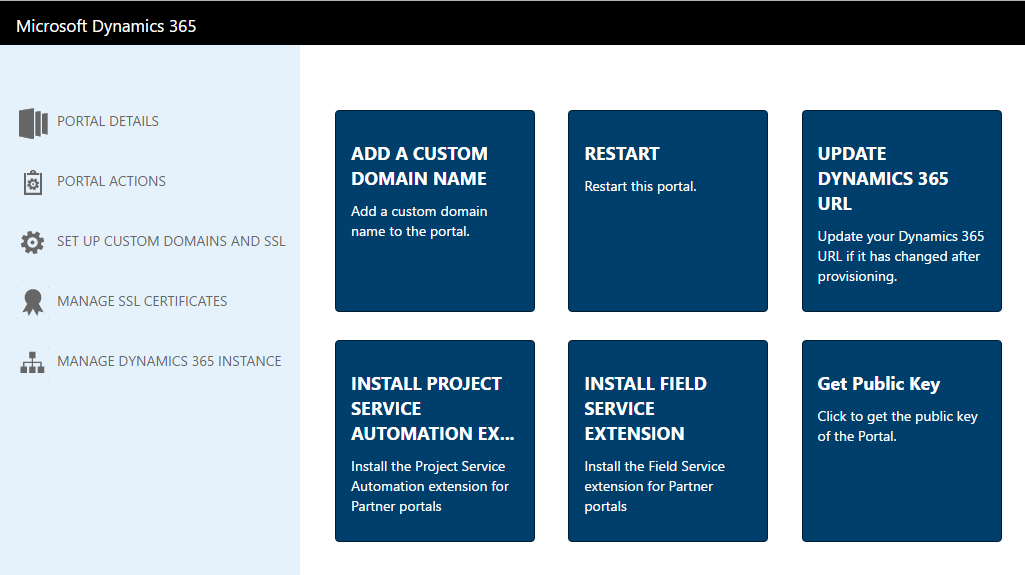 Microsoft Dynamics 365
PORTAL DETAILS
PORTAL ACTIONS
SET UP CUSTOM DOMAINS AND SSL
MANAGE SSL CERTIFICATES
MANAGE DYNAMICS 365 INSTANCE
ADD A CUSTOM
DOMAIN NAME
Add a custom domain
name to the portal.
RESTART
Restart this portal.
UPDATE
DYNAMICS 365
URL
Update your Dynamics 365
URL if it has changed after
provisioning.
INSTALL PROJECT
SERVICE
AUTOMATION EX...
Install the Project Service
Automation extension for
Partner portals
INSTALL FIELD
SERVICE
EXTENSION
Install the Field Service
extension for Partner
portals
Get Public Key
Click to get the public key
of the Portal.